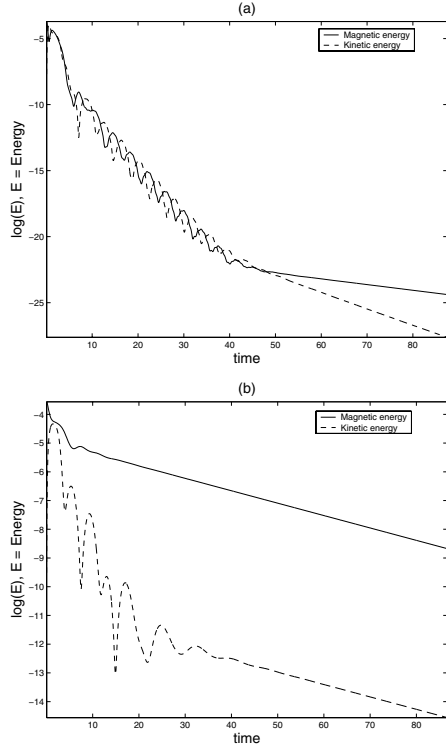 (a)
−5
−10
−15
−20
−25
log(E), E = Energy
Magnetic energy
Kinetic energy
10 20 30 40 50 60 70 80
time
(b)
−4
−5
−6
−7
−8
−9
−10
−11
−12
−13
−14
log(E), E = Energy
Magnetic energy
Kinetic energy
0 10 20 30 40 50 60 70 80
time